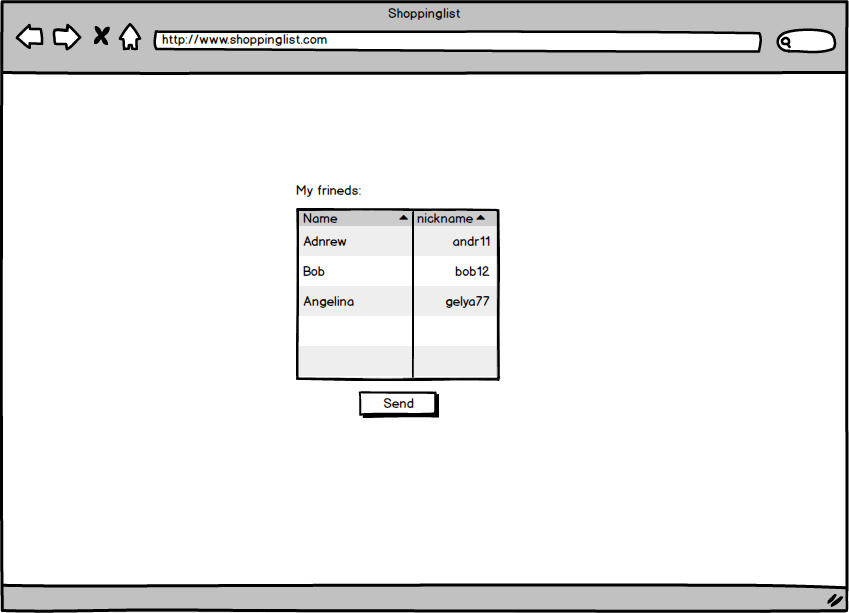 Shoppinglist
http://www.shoppinglist.com
My frineds:
Name nickname
Adnrew andr11
Bob bob12
Angelina gelya77
Send